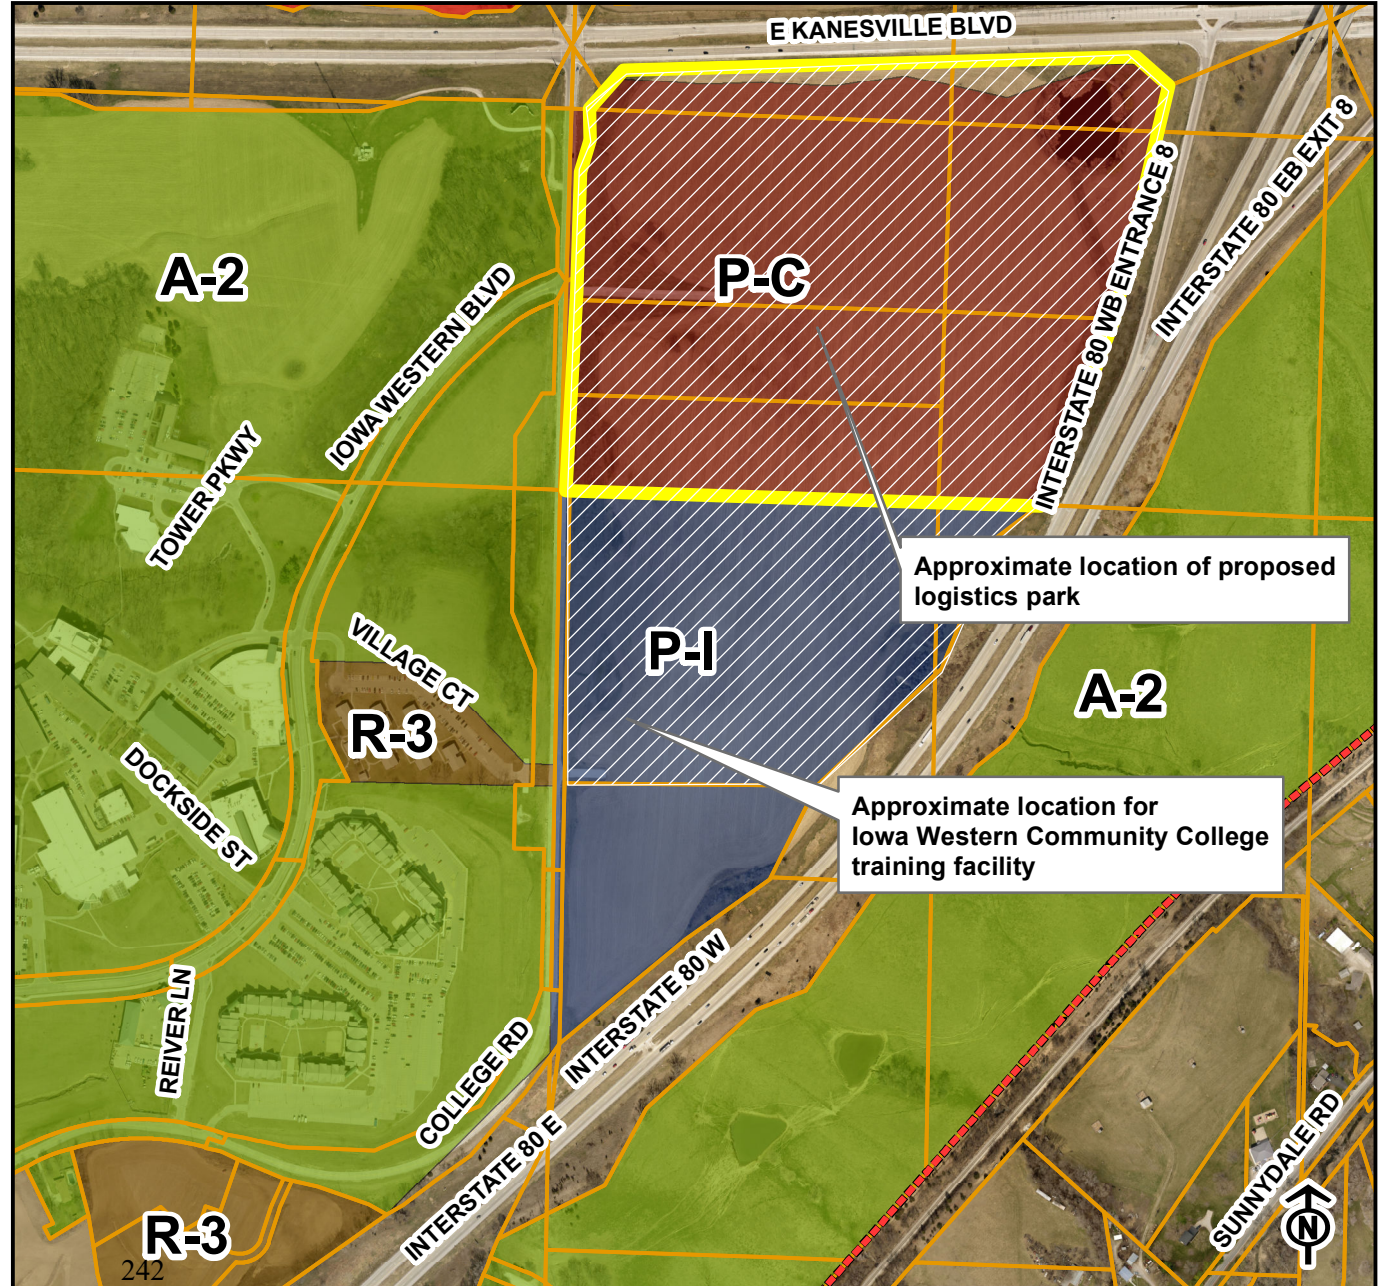 E KANESVILLE BLVD
INTERSTATE 80 EB EXIT 8
INTERSTATE 80 WB ENTRANCE 8
A-2
P-C
IOWA WESTERN BLVD
TOWER PKWY
Approximate location of proposed
logistics park
VILLAGE CT
P-I
A-2
R-3
DOCKSIDE ST
Approximate location for
Iowa Western Community College
training facility
REIVER LN
INTERSTATE 80 W
COLLEGE RD
INTERSTATE 80 E
SUNNYDALE RD
R-3
N
242